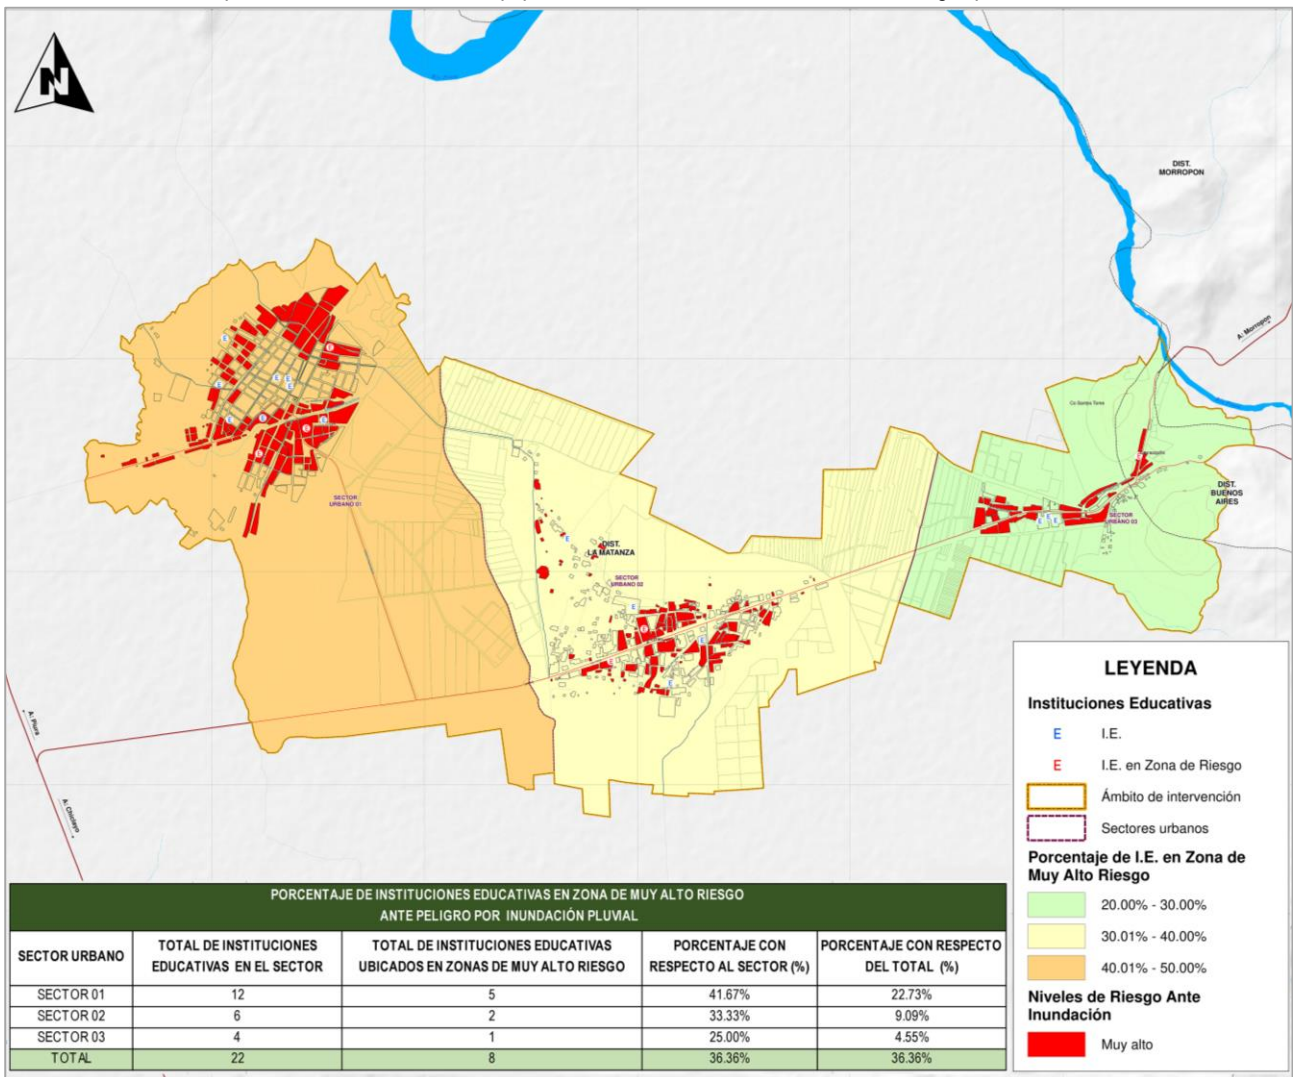 N
DIST.
MORROPON
A: Morropon
Co Santa Teres
DIST.
BUENOS
AIRES
SECTOR
URBANO 03
SECTOR
URBANO 01
DIST.
LA MATANZA
SECTOR
URBANO 02
A: Piura
A: Chiclayo
LEYENDA
Instituciones Educativas
E I.E.
E I.E. en Zona de Riesgo
Ámbito de intervención
Sectores urbanos
Porcentaje de I.E. en Zona de
Muy Alto Riesgo
20.00% - 30.00%
30.01% - 40.00%
40.01% - 50.00%
Niveles de Riesgo Ante
Inundación
Muy alto
PORCENTAJE DE INSTITUCIONES EDUCATIVAS EN ZONA DE MUY ALTO RIESGO
ANTE PELIGRO POR INUNDACIÓN PLUVIAL
SECTOR URBANO TOTAL DE INSTITUCIONES EDUCATIVAS EN EL SECTOR TOTAL DE INSTITUCIONES EDUCATIVAS UBICADOS EN ZONAS DE MUY ALTO RIESGO PORCENTAJE CON RESPECTO AL SECTOR (%) PORCENTAJE CON RESPECTO DEL TOTAL (%)
SECTOR 01 12 5 41.67% 22.73%
SECTOR 02 6 2 33.33% 9.09%
SECTOR 03 4 1 25.00% 4.55%
TOTAL 22 8 36.36% 36.36%